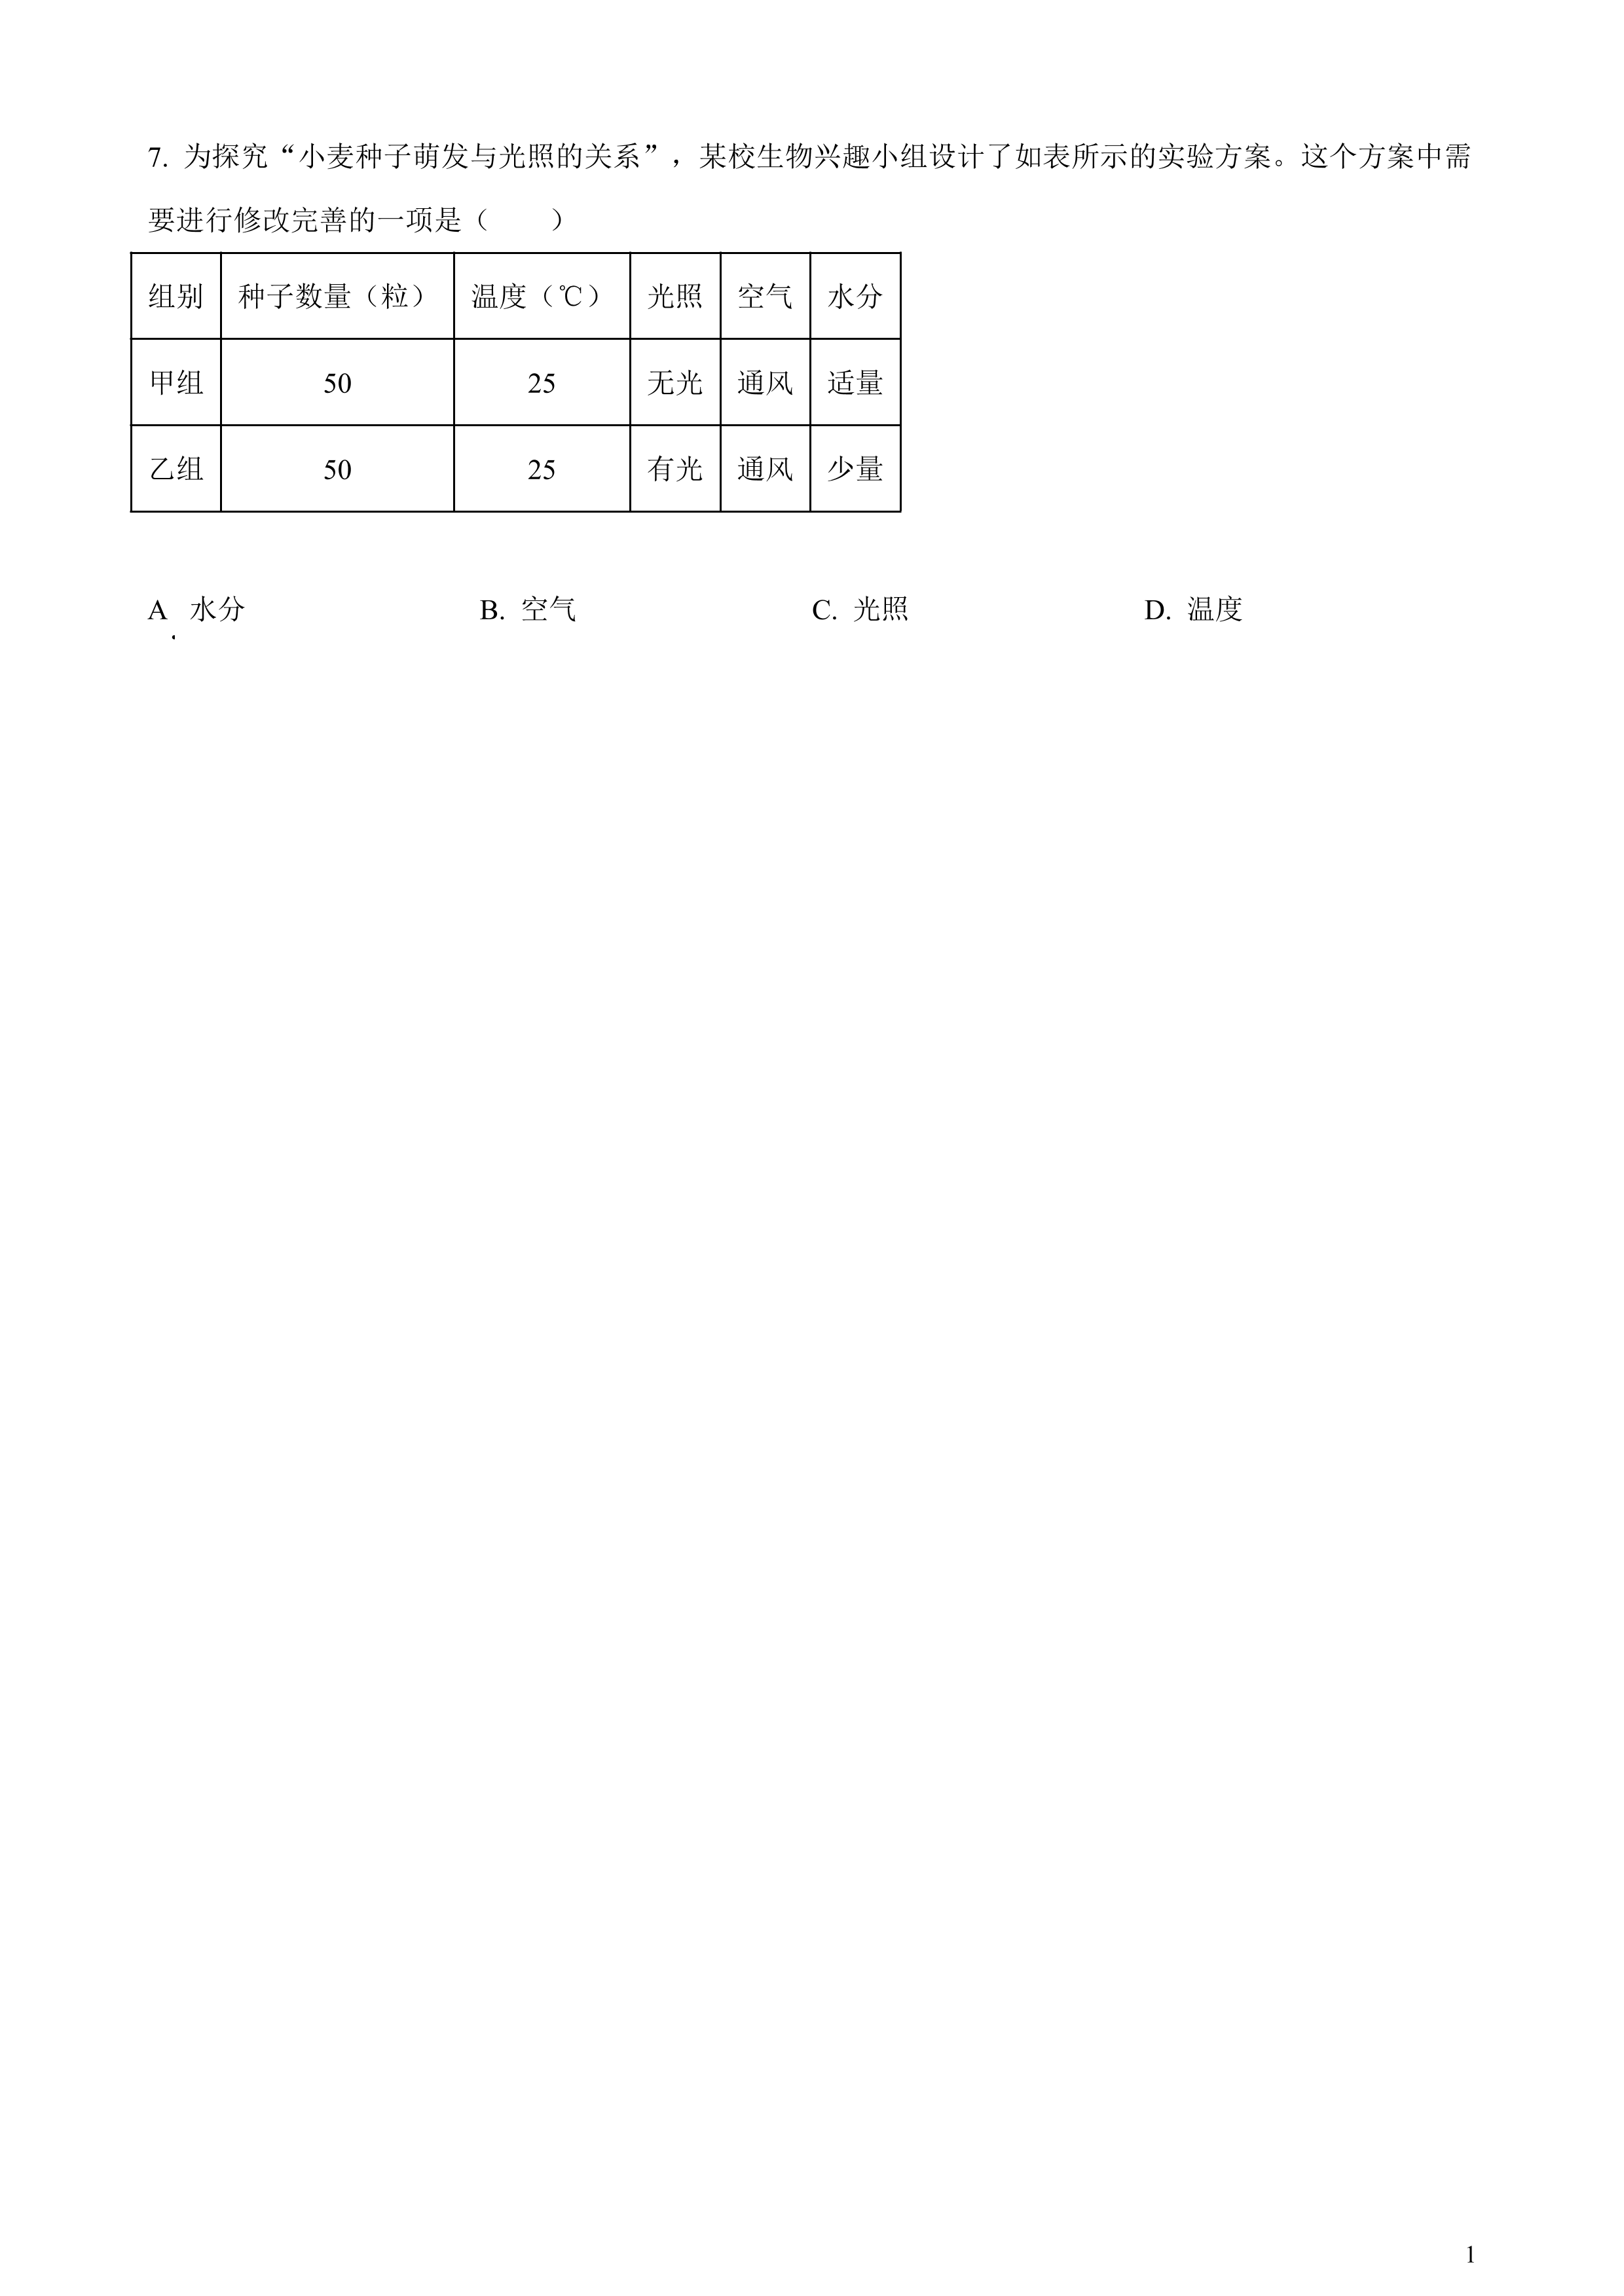 7. 为探究“小麦种子萌发与光照的关系”，某校生物兴趣小组设计了如表所示的实验方案。这个方案中需
要进行修改完善的一项是（　　）
组别 种子数量（粒） 温度（℃） 光照 空气 水分
甲组 50 25 无光 通风 适量
乙组 50 25 有光 通风 少量
A. 水分 B. 空气 C. 光照 D. 温度
1